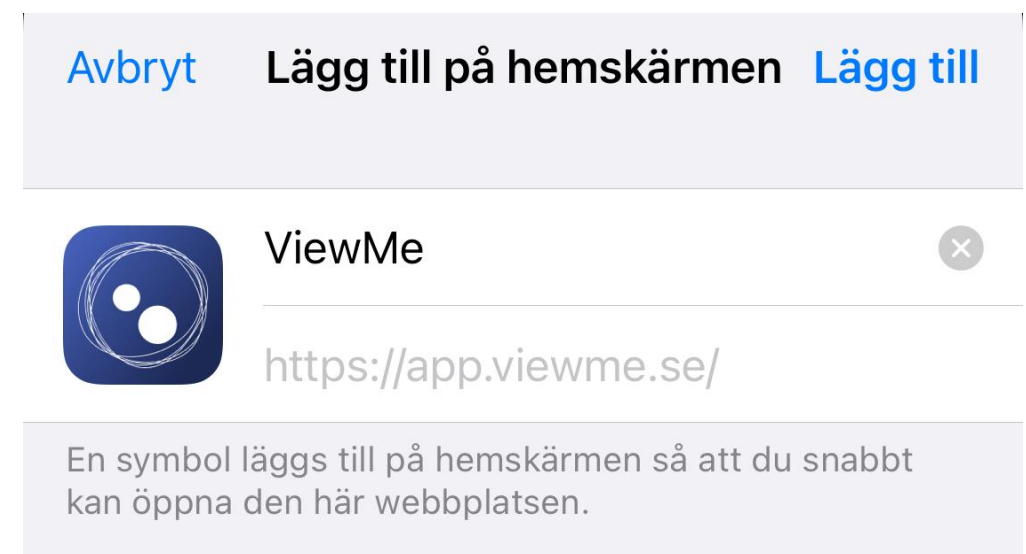 Avbryt Lägg till på hemskärmen Lägg till
ViewMe
https://app.viewme.se/
En symbol läggs till på hemskärmen så att du snabbt
kan öppna den här webbplatsen.